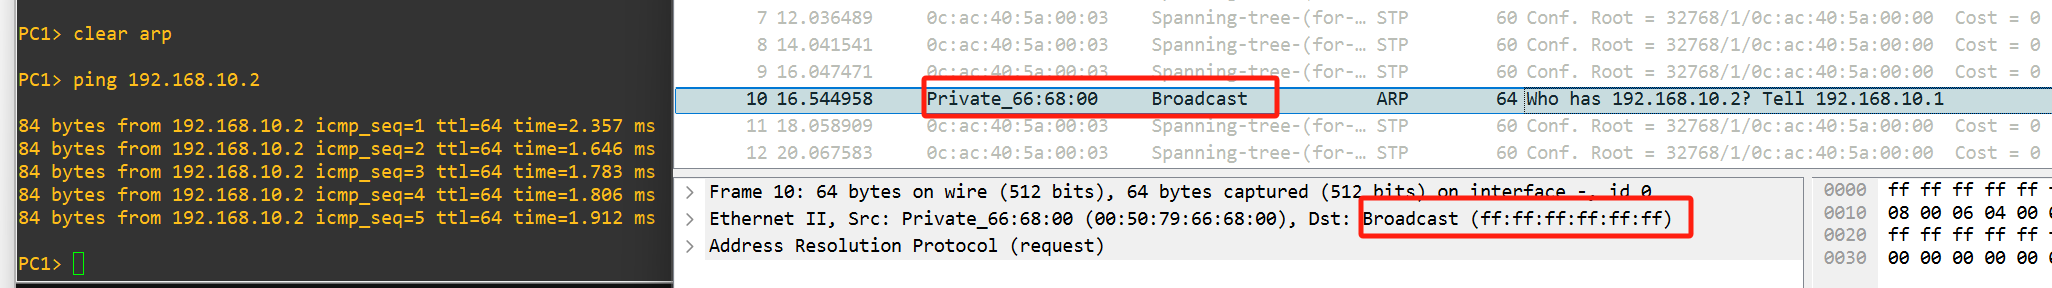 PC1> clear arp
PC1> ping 192.168.10.2
84 bytes from 192.168.10.2 icmp_seq=1 ttl=64 time=2.357 ms
84 bytes from 192.168.10.2 icmp_seq=2 ttl=64 time=1.646 ms
84 bytes from 192.168.10.2 icmp_seq=3 ttl=64 time=1.783 ms
84 bytes from 192.168.10.2 icmp_seq=4 ttl=64 time=1.806 ms
84 bytes from 192.168.10.2 icmp_seq=5 ttl=64 time=1.912 ms
PC1>
7 12.036489 0c:ac:40:5a:00:03 Spanning-tree-(for-… STP 60 Conf. Root = 32768/1/0c:ac:40:5a:00:00 Cost = 0
8 14.041541 0c:ac:40:5a:00:03 Spanning-tree-(for-… STP 60 Conf. Root = 32768/1/0c:ac:40:5a:00:00 Cost = 0
9 16.047471 0c:ac:40:5a:00:03 Spanning-tree-(for-… STP 60 Conf. Root = 32768/1/0c:ac:40:5a:00:00 Cost = 0
10 16.544958 Private_66:68:00 Broadcast ARP 64 Who has 192.168.10.2? Tell 192.168.10.1
11 18.058909 0c:ac:40:5a:00:03 Spanning-tree-(for-… STP 60 Conf. Root = 32768/1/0c:ac:40:5a:00:00 Cost = 0
12 20.067583 0c:ac:40:5a:00:03 Spanning-tree-(for-… STP 60 Conf. Root = 32768/1/0c:ac:40:5a:00:00 Cost = 0
Frame 10: 64 bytes on wire (512 bits), 64 bytes captured (512 bits) on interface -, id 0
Ethernet II, Src: Private_66:68:00 (00:50:79:66:68:00), Dst: Broadcast (ff:ff:ff:ff:ff:ff)
Address Resolution Protocol (request)
0000 ff ff ff ff ff
0010 08 00 06 04 00
0020 ff ff ff ff ff
0030 00 00 00 00 00